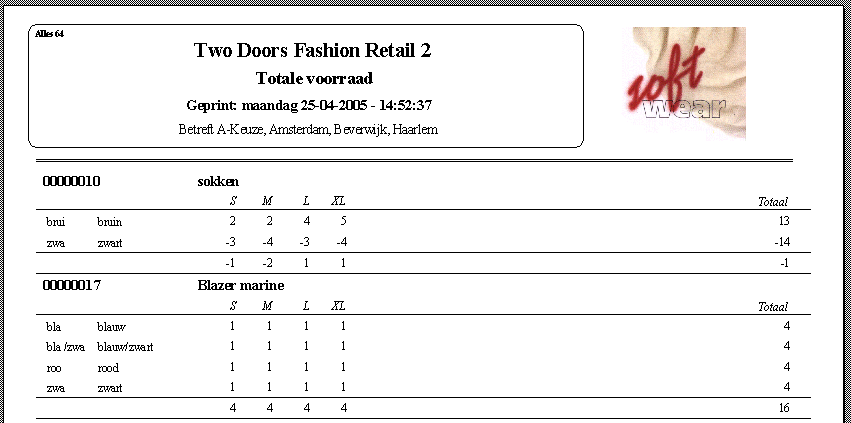 Alles 64
Two Doors Fashion Retail 2
Totale voorraad
Geprint: maandag 25-04-2005 - 14:52:37
Betreft A-Keuze, Amsterdam, Beverwijk, Haarlem
soft
wear
00000010 sokken
S M L XL Totaal
brui bruin 2 2 4 5 13
zwa zwart -3 -4 -3 -4 -14
-1 -2 1 1 -1
00000017 Blazer marine
S M L XL Totaal
bla blauw 1 1 1 1 4
bla /zwa blauw/zwart 1 1 1 1 4
roo rood 1 1 1 1 4
zwa zwart 1 1 1 1 4
4 4 4 4 16